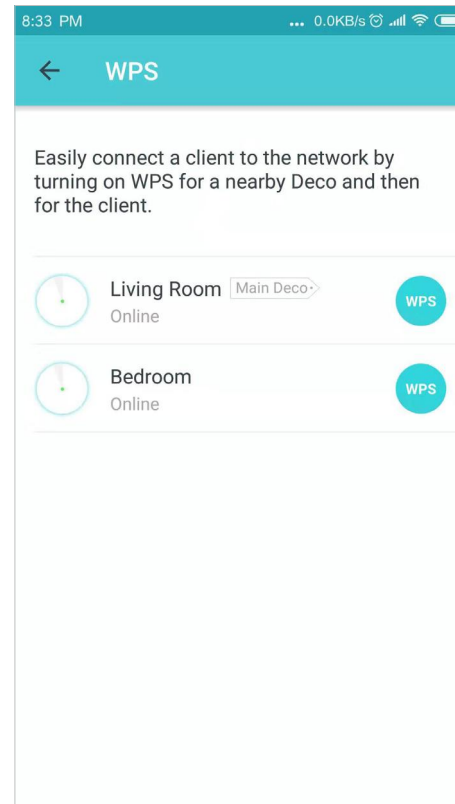 8:33 PM ... 0.0KB/s
WPS
Easily connect a client to the network by
turning on WPS for a nearby Deco and then
for the client.
Living Room Main Deco
Online
WPS
Bedroom
Online
WPS